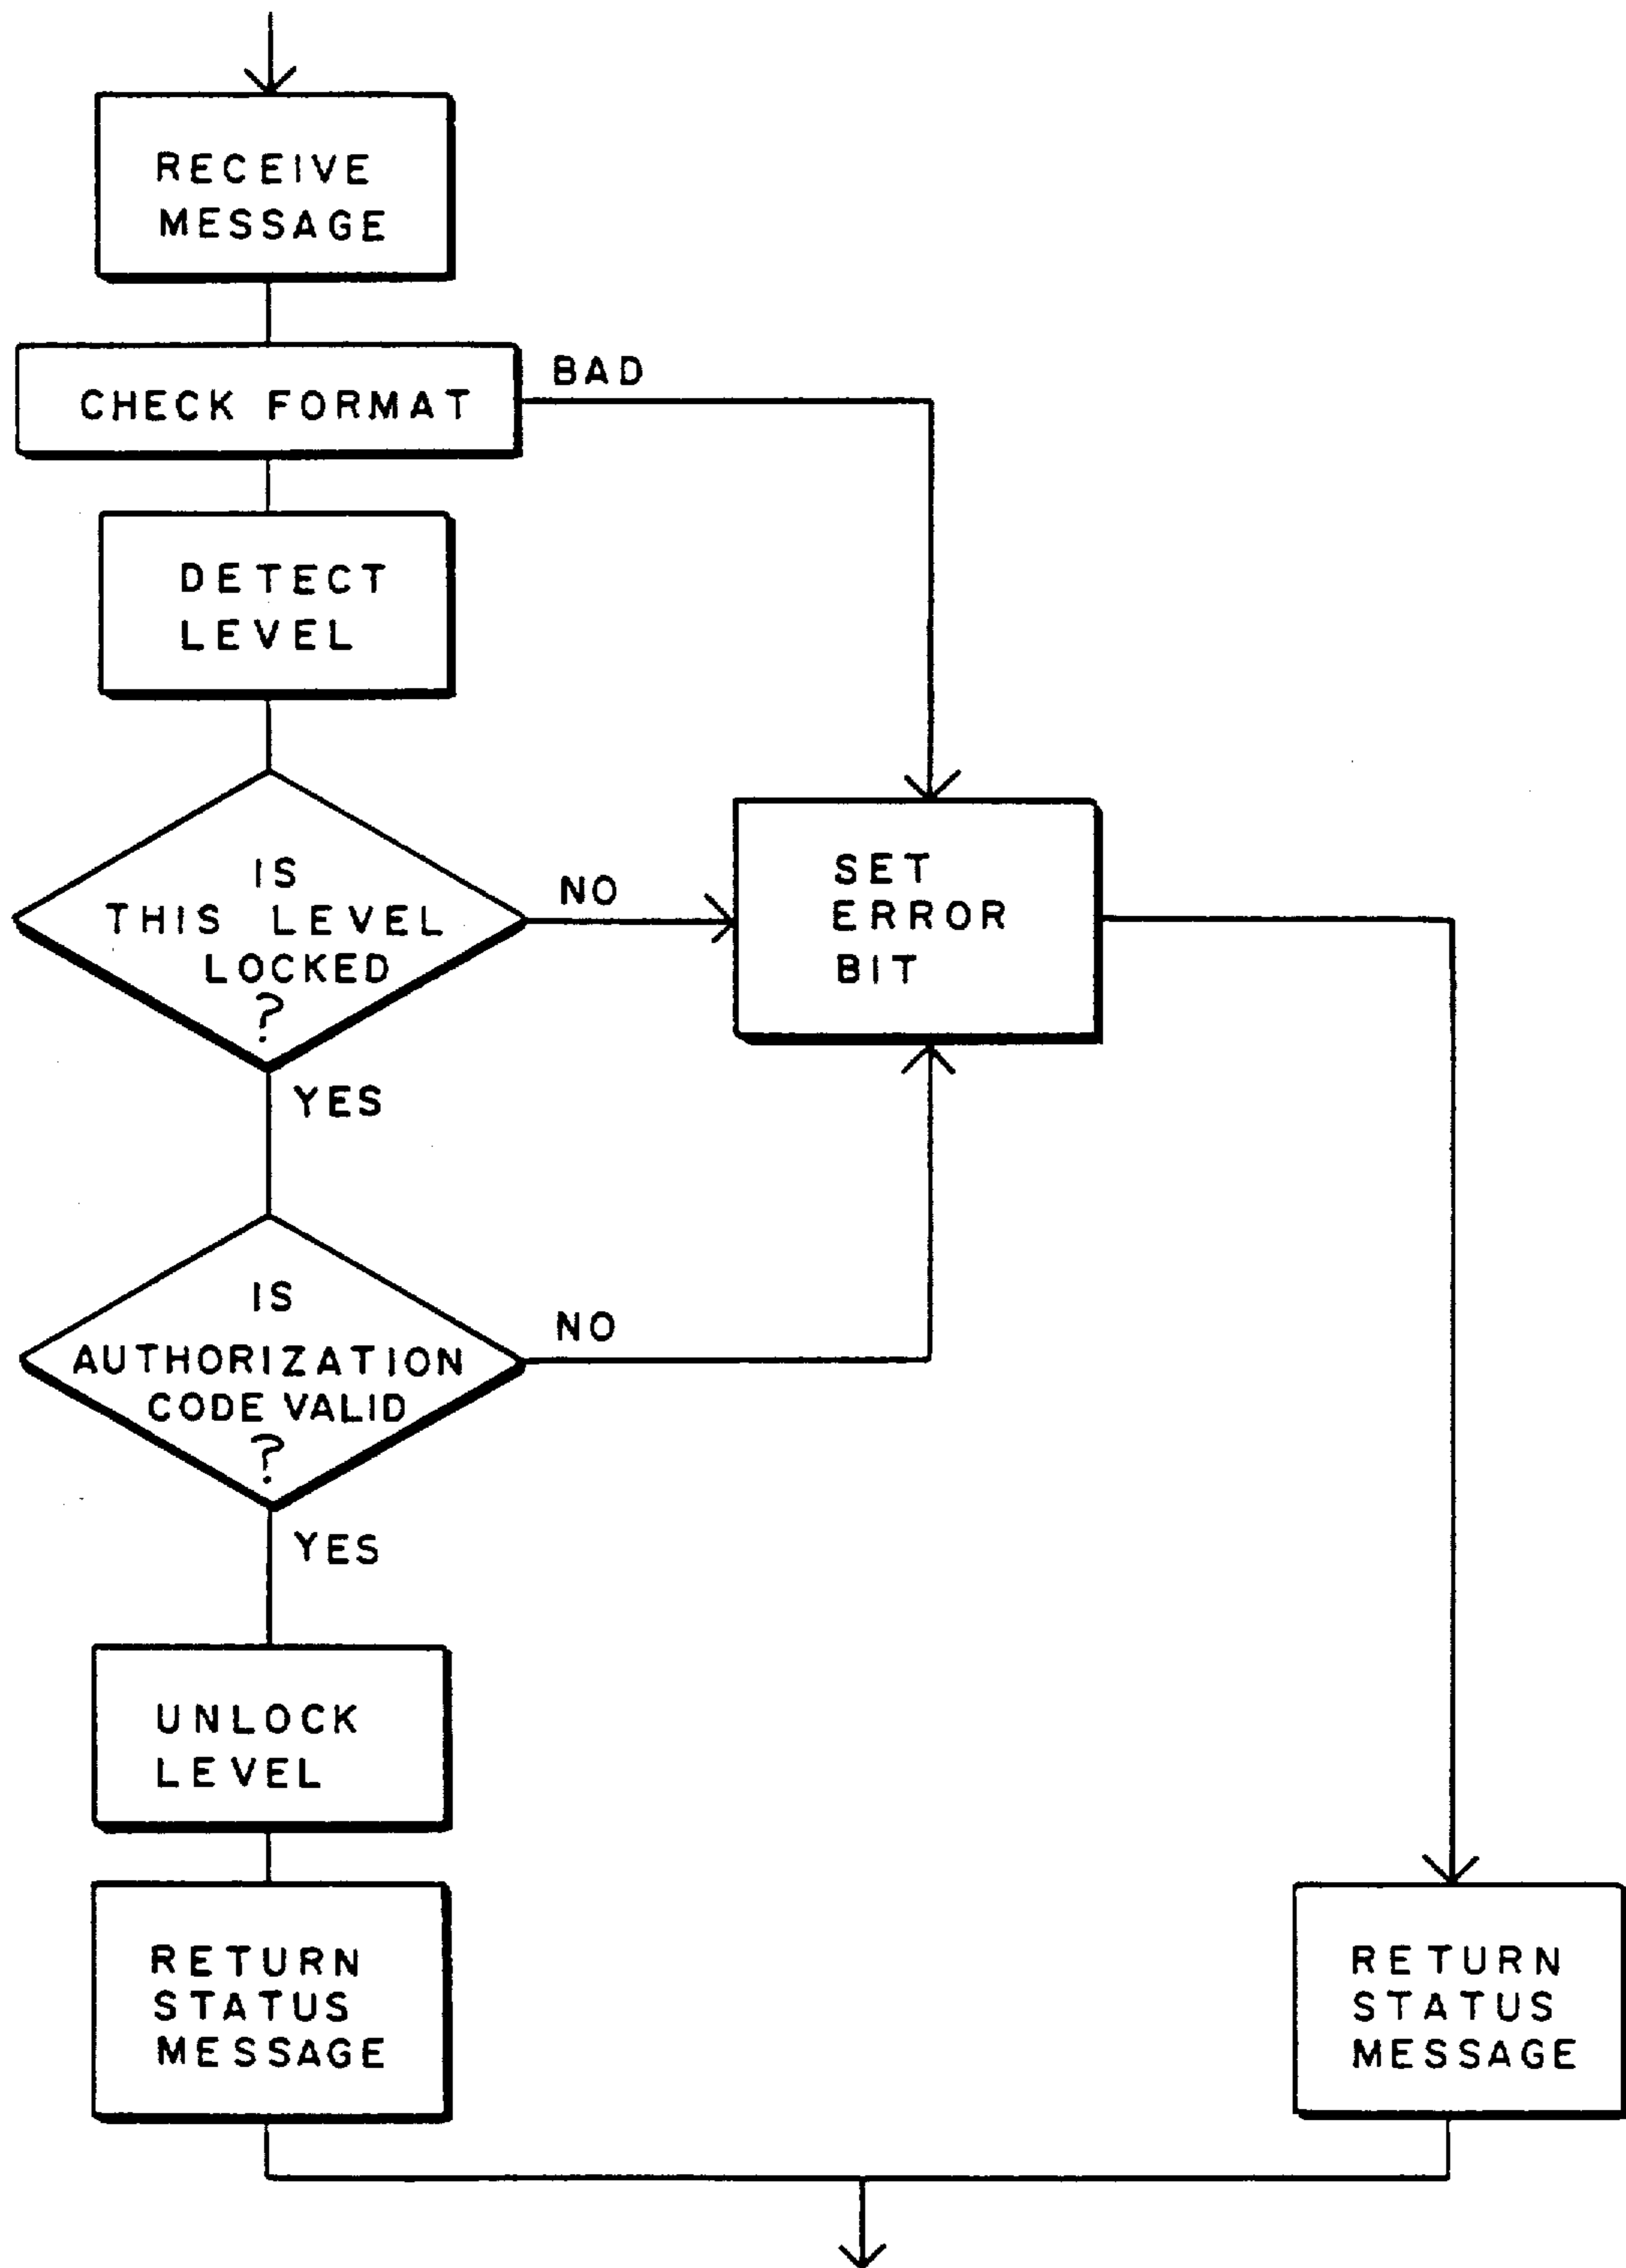 RECEIVE
MESSAGE
CHECK FORMAT
BAD
DETECT
LEVEL
IS
THIS LEVEL
LOCKED
?
NO
SET
ERROR
BIT
YES
IS
AUTHORIZATION
CODE VALID
?
NO
YES
UNLOCK
LEVEL
RETURN
STATUS
MESSAGE
RETURN
STATUS
MESSAGE